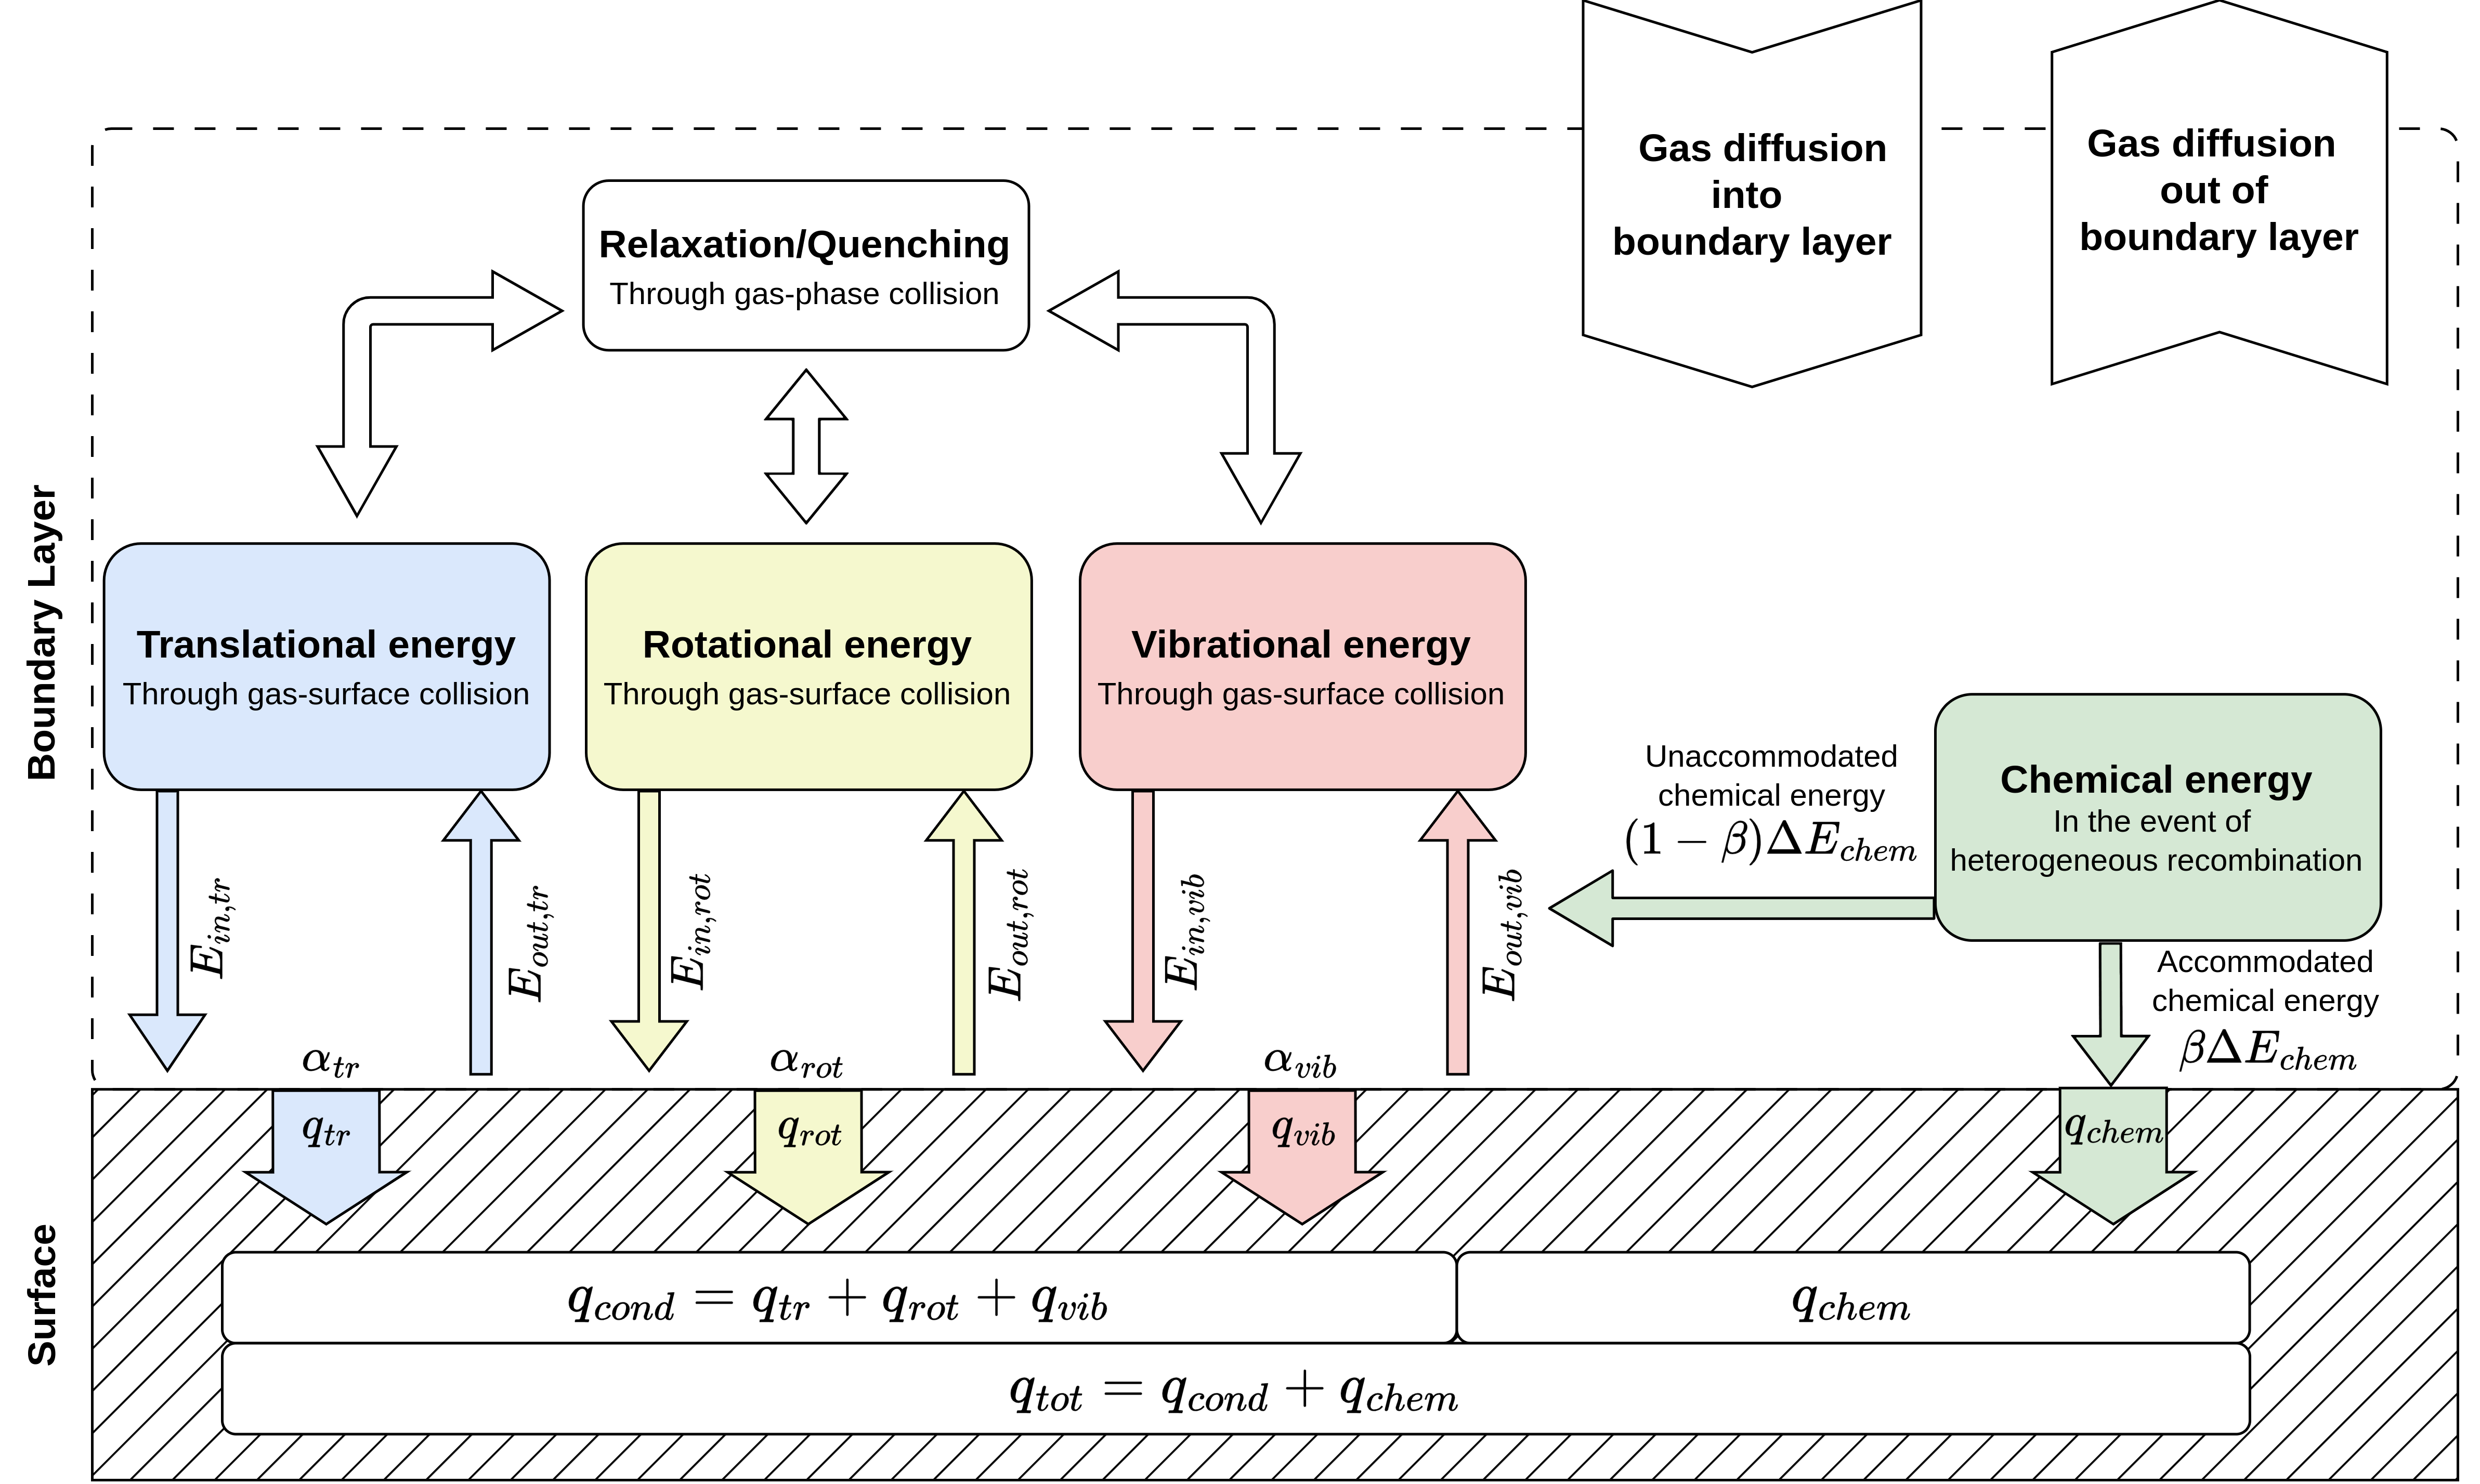 Gas diffusion
into
boundary layer
Gas diffusion
out of
boundary layer
Relaxation/Quenching
Through gas-phase collision
Boundary Layer
Translational energy
Through gas-surface collision
Rotational energy
Through gas-surface collision
Vibrational energy
Through gas-surface collision
Chemical energy
In the event of
heterogeneous recombination
Unaccommodated
chemical energy
$(1-\beta)\Delta E_{chem}$
Accommodated
chemical energy
$\beta\Delta E_{chem}$
$E_{in,tr}$
$E_{out,tr}$
$E_{in,rot}$
$E_{out,rot}$
$E_{in,vib}$
$E_{out,vib}$
$\alpha_{tr}$
$\alpha_{rot}$
$\alpha_{vib}$
Surface
$q_{tr}$
$q_{rot}$
$q_{vib}$
$q_{chem}$
$q_{cond} = q_{tr} + q_{rot} + q_{vib}$
$q_{chem}$
$q_{tot} = q_{cond} + q_{chem}$